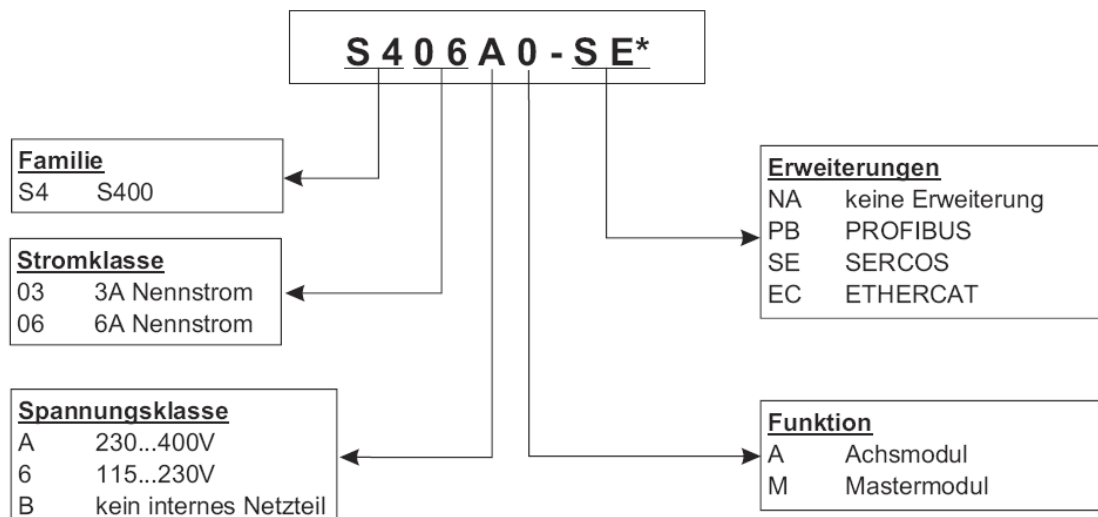 S406A0-SE*
Familie
S4 S400
Stromklasse
03 3A Nennstrom
06 6A Nennstrom
Spannungsklasse
A 230...400V
6 115...230V
B kein internes Netzteil
Erweiterungen
NA keine Erweiterung
PB PROFIBUS
SE SERCOS
EC ETHERCAT
Funktion
A Achsmodul
M Mastermodul